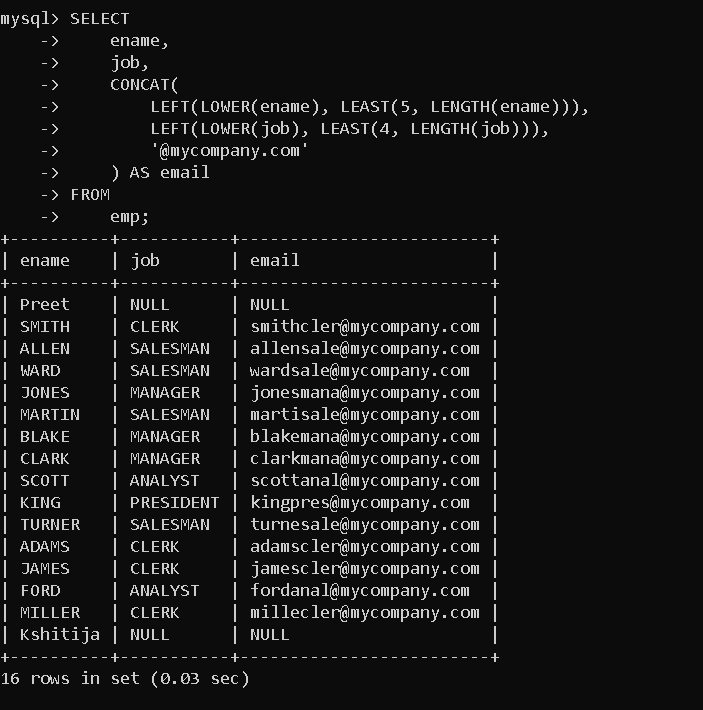 mysql> SELECT
    ->     ename,
    ->     job,
    ->     CONCAT(
    ->         LEFT(LOWER(ename), LEAST(5, LENGTH(ename))),
    ->         LEFT(LOWER(job), LEAST(4, LENGTH(job))),
    ->         '@mycompany.com'
    ->     ) AS email
    -> FROM
    ->     emp;
+----------+-----------+-------------------------+
| ename    | job       | email                   |
+----------+-----------+-------------------------+
| Preet    | NULL      | NULL                    |
| SMITH    | CLERK     | smithcler@mycompany.com |
| ALLEN    | SALESMAN  | allensale@mycompany.com |
| WARD     | SALESMAN  | wardsale@mycompany.com  |
| JONES    | MANAGER   | jonesmana@mycompany.com |
| MARTIN   | SALESMAN  | martisale@mycompany.com |
| BLAKE    | MANAGER   | blakemana@mycompany.com |
| CLARK    | MANAGER   | clarkmana@mycompany.com |
| SCOTT    | ANALYST   | scottanal@mycompany.com |
| KING     | PRESIDENT | kingpres@mycompany.com  |
| TURNER   | SALESMAN  | turnesale@mycompany.com |
| ADAMS    | CLERK     | adamscler@mycompany.com |
| JAMES    | CLERK     | jamescler@mycompany.com |
| FORD     | ANALYST   | fordanal@mycompany.com  |
| MILLER   | CLERK     | millecler@mycompany.com |
| Kshitija | NULL      | NULL                    |
+----------+-----------+-------------------------+
16 rows in set (0.03 sec)